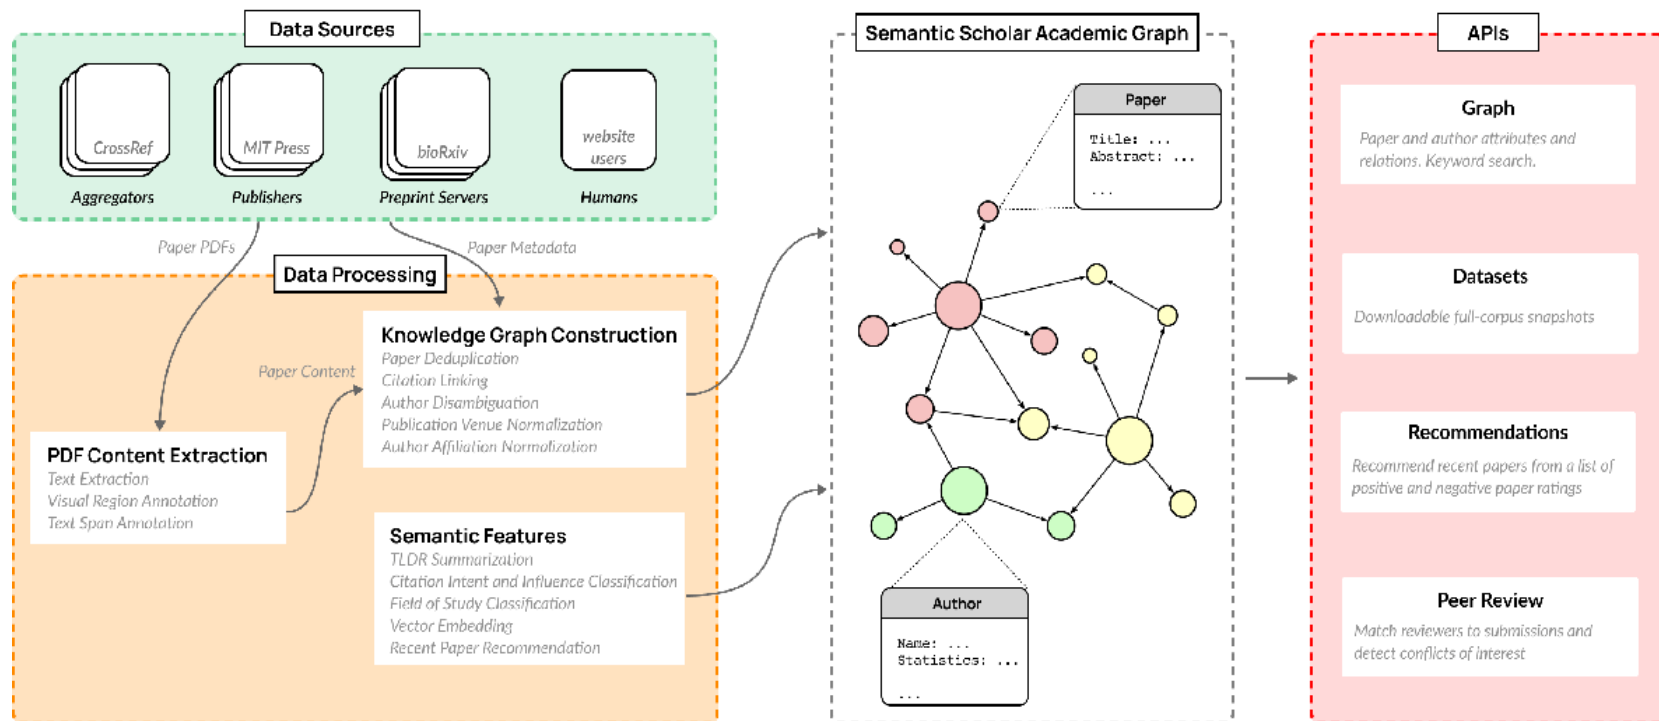 Data Sources
CrossRef
Aggregators
MIT Press
Publishers
bioRxiv
Preprint Servers
website
users
Humans
Paper PDFs
Paper Metadata
Data Processing
Knowledge Graph Construction
Paper Deduplication
Citation Linking
Author Disambiguation
Publication Venue Normalization
Author Affiliation Normalization
Paper Content
PDF Content Extraction
Text Extraction
Visual Region Annotation
Text Span Annotation
Semantic Features
TLDR Summarization
Citation Intent and Influence Classification
Field of Study Classification
Vector Embedding
Recent Paper Recommendation
Semantic Scholar Academic Graph
Paper
Title: ...
Abstract: ...
...
Author
Name: ...
Statistics: ...
...
APIs
Graph
Paper and author attributes and
relations. Keyword search.
Datasets
Downloadable full-corpus snapshots
Recommendations
Recommend recent papers from a list of
positive and negative paper ratings
Peer Review
Match reviewers to submissions and
detect conflicts of interest